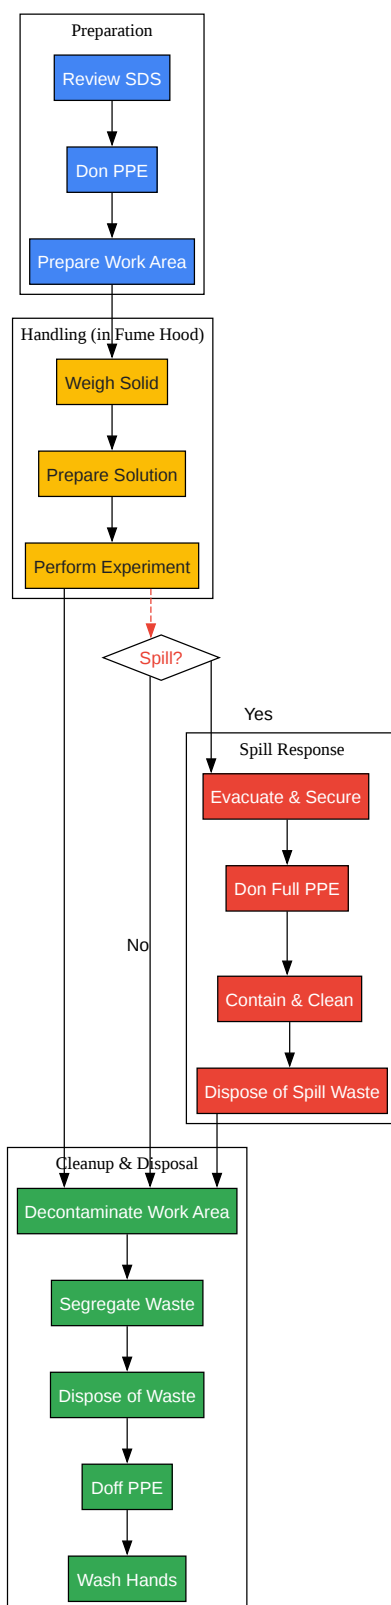 Preparation
Review SDS
Don PPE
Prepare Work Area
Handling (in Fume Hood)
Weigh Solid
Prepare Solution
Perform Experiment
Spill?
Yes
Spill Response
Evacuate & Secure
Don Full PPE
No
Contain & Clean
Dispose of Spill Waste
Cleanup & Disposal
Decontaminate Work Area
Segregate Waste
Dispose of Waste
Doff PPE
Wash Hands